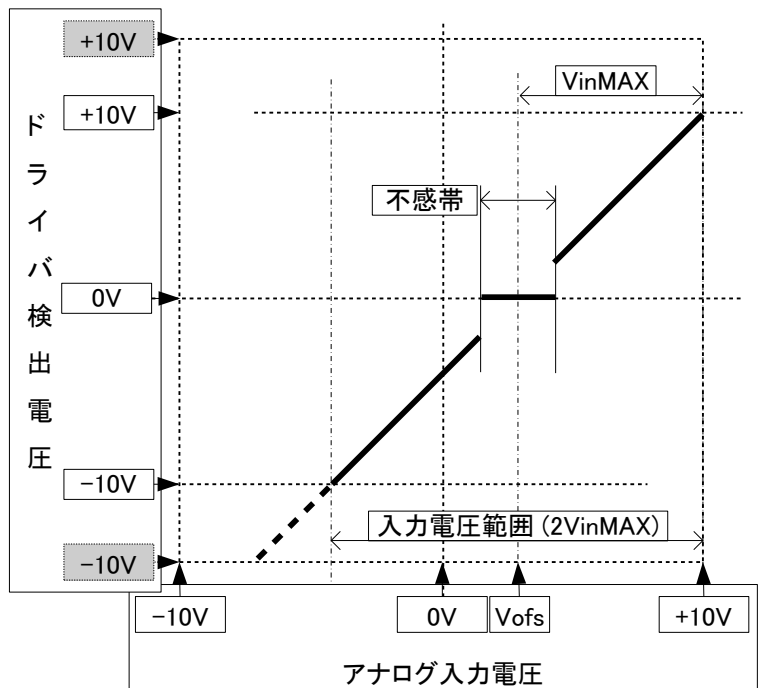 ドライバ検出電圧
+10V
+10V
0V
−10V
−10V
VinMAX
不感帯
入力電圧範囲(2VinMAX)
−10V
0V
Vofs
+10V
アナログ入力電圧